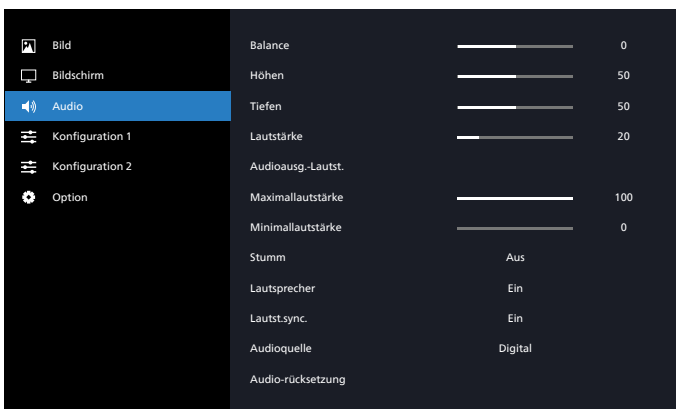 Bild
Bildschirm
Audio
Konfiguration 1
Konfiguration 2
Option
Balance 0
Höhen 50
Tiefen 50
Lautstärke 20
Audioausg.-Lautst.
Maximallautstärke 100
Minimallautstärke 0
Stumm Aus
Lautsprecher Ein
Lautst.sync. Ein
Audioquelle Digital
Audio-rücksetzung